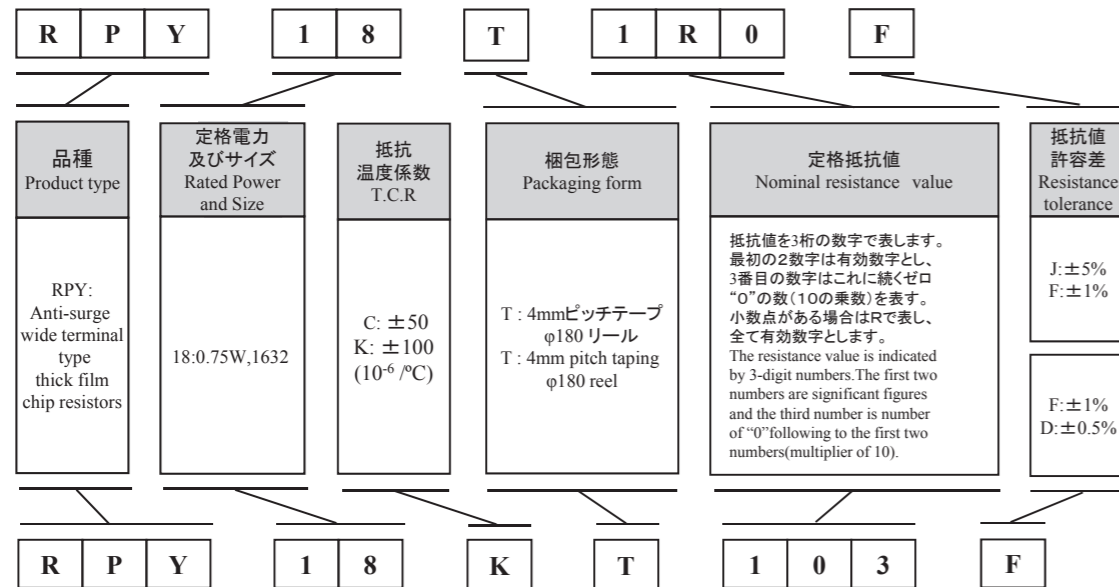 R P Y 1 8 T 1 R 0 F
品種
Product type
定格電力
及びサイズ
Rated Power
and Size
抵抗
温度係数
T.C.R
梱包形態
Packaging form
定格抵抗値
Nominal resistance value
抵抗値
許容差
Resistance
tolerance
RPY:
Anti-surge
wide terminal
type
thick film
chip resistors
18:0.75W,1632
C: ±50
K: ±100
(10⁻⁶ /ºC)
T : 4mmピッチテープ
φ180 リール
T : 4mm pitch taping
φ180 reel
抵抗値を3桁の数字で表します。
最初の2数字は有効数字とし、
3番目の数字はこれに続くゼロ
“0”の数(10の乗数)を表す。
小数点がある場合はRで表し、
全て有効数字とします。
The resistance value is indicated
by 3-digit numbers.The first two
numbers are significant figures
and the third number is number
of “0”following to the first two
numbers(multiplier of 10).
J:±5%
F:±1%
F:±1%
D:±0.5%
R P Y 1 8 K T 1 0 3 F